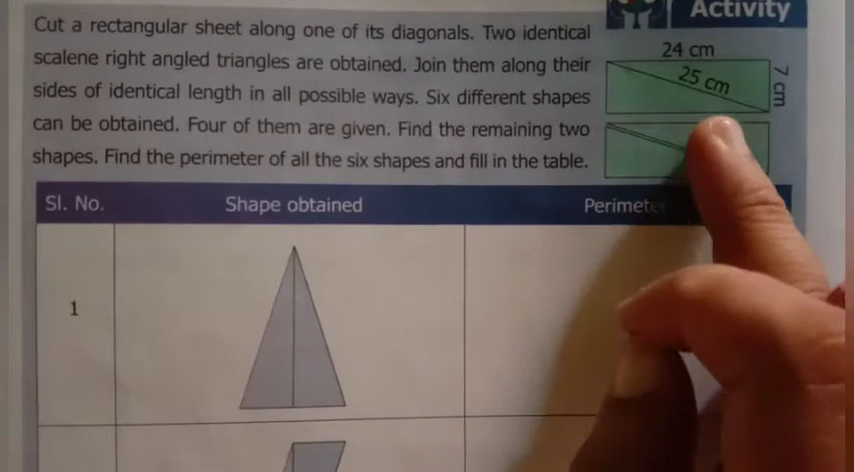 Activity
Cut a rectangular sheet along one of its diagonals. Two identical
scalene right angled triangles are obtained. Join them along their
sides of identical length in all possible ways. Six different shapes
can be obtained. Four of them are given. Find the remaining two
shapes. Find the perimeter of all the six shapes and fill in the table.
24 cm
25 cm
7 cm
Sl. No. Shape obtained Perimeter
1